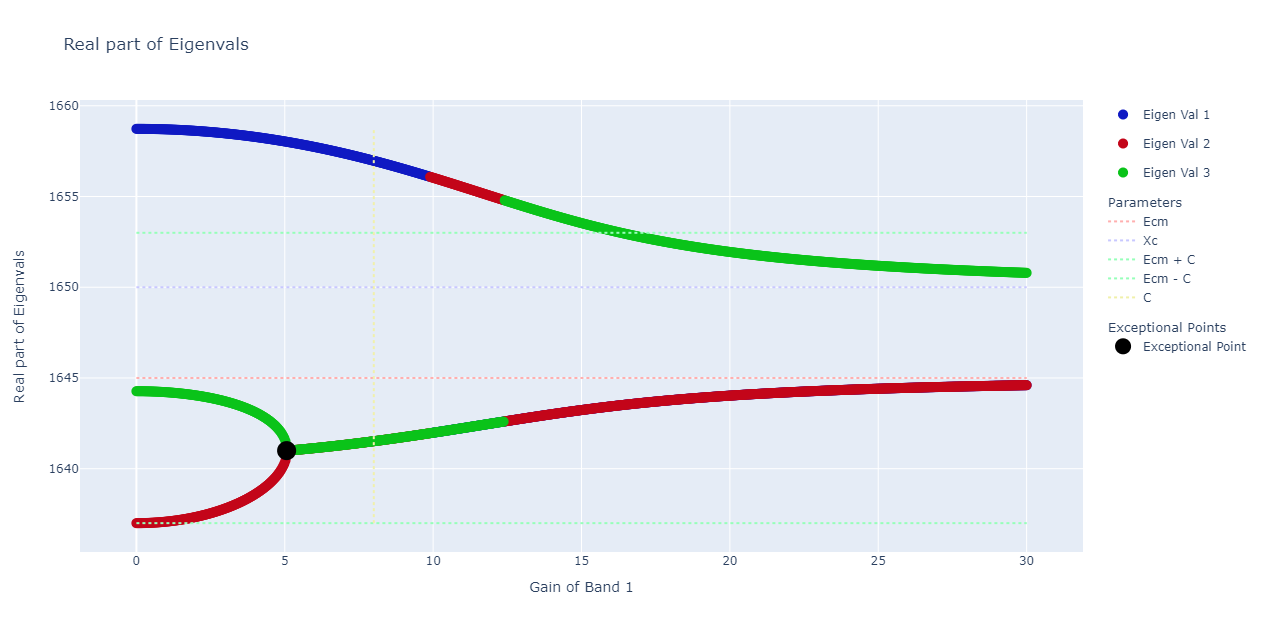 Real part of Eigenvals
Real part of Eigenvals
1660
1655
1650
1645
1640
0
5
10
15
20
25
30
Gain of Band 1
Eigen Val 1
Eigen Val 2
Eigen Val 3
Parameters
Ecm
Xc
Ecm + C
Ecm - C
C
Exceptional Points
Exceptional Point